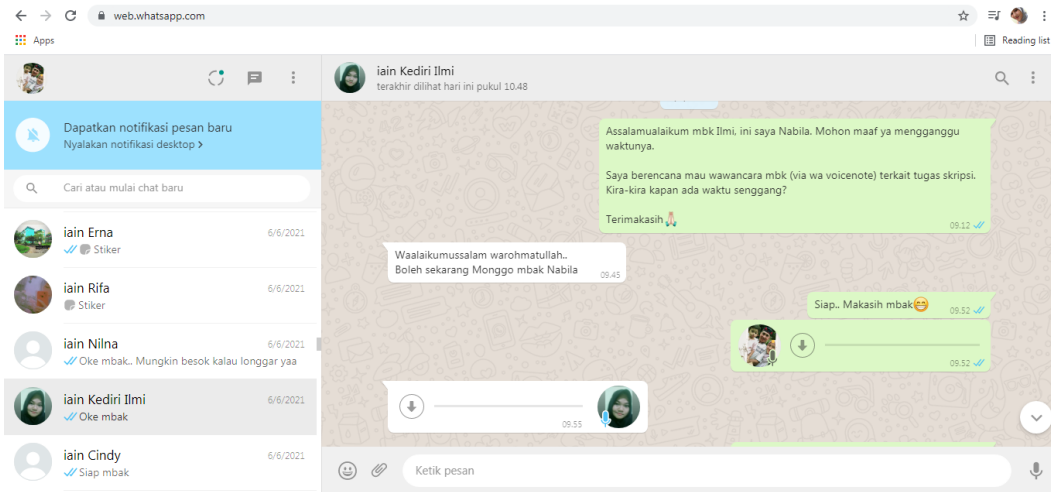 web.whatsapp.com
Apps
Reading list
Dapatkan notifikasi pesan baru
Nyalakan notifikasi desktop >
Cari atau mulai chat baru
iain Erna
6/6/2021
Stiker
iain Rifa
6/6/2021
Stiker
iain Nilna
6/6/2021
Oke mbak.. Mungkin besok kalau longgar yaa
iain Kediri Ilmi
6/6/2021
Oke mbak
iain Cindy
6/6/2021
Siap mbak
iain Kediri Ilmi
terakhir dilihat hari ini pukul 10.48
Assalamualaikum mbk Ilmi, ini saya Nabila. Mohon maaf ya mengganggu
waktunya.
Saya berencana mau wawancara mbk (via wa voicenote) terkait tugas skripsi.
Kira-kira kapan ada waktu senggang?
Terimakasih🙏🏻
09.12
Waalaikumussalam warohmatullah..
Boleh sekarang Monggo mbak Nabila
09.45
Siap.. Makasih mbak😁
09.52
09.52
09.55
Ketik pesan